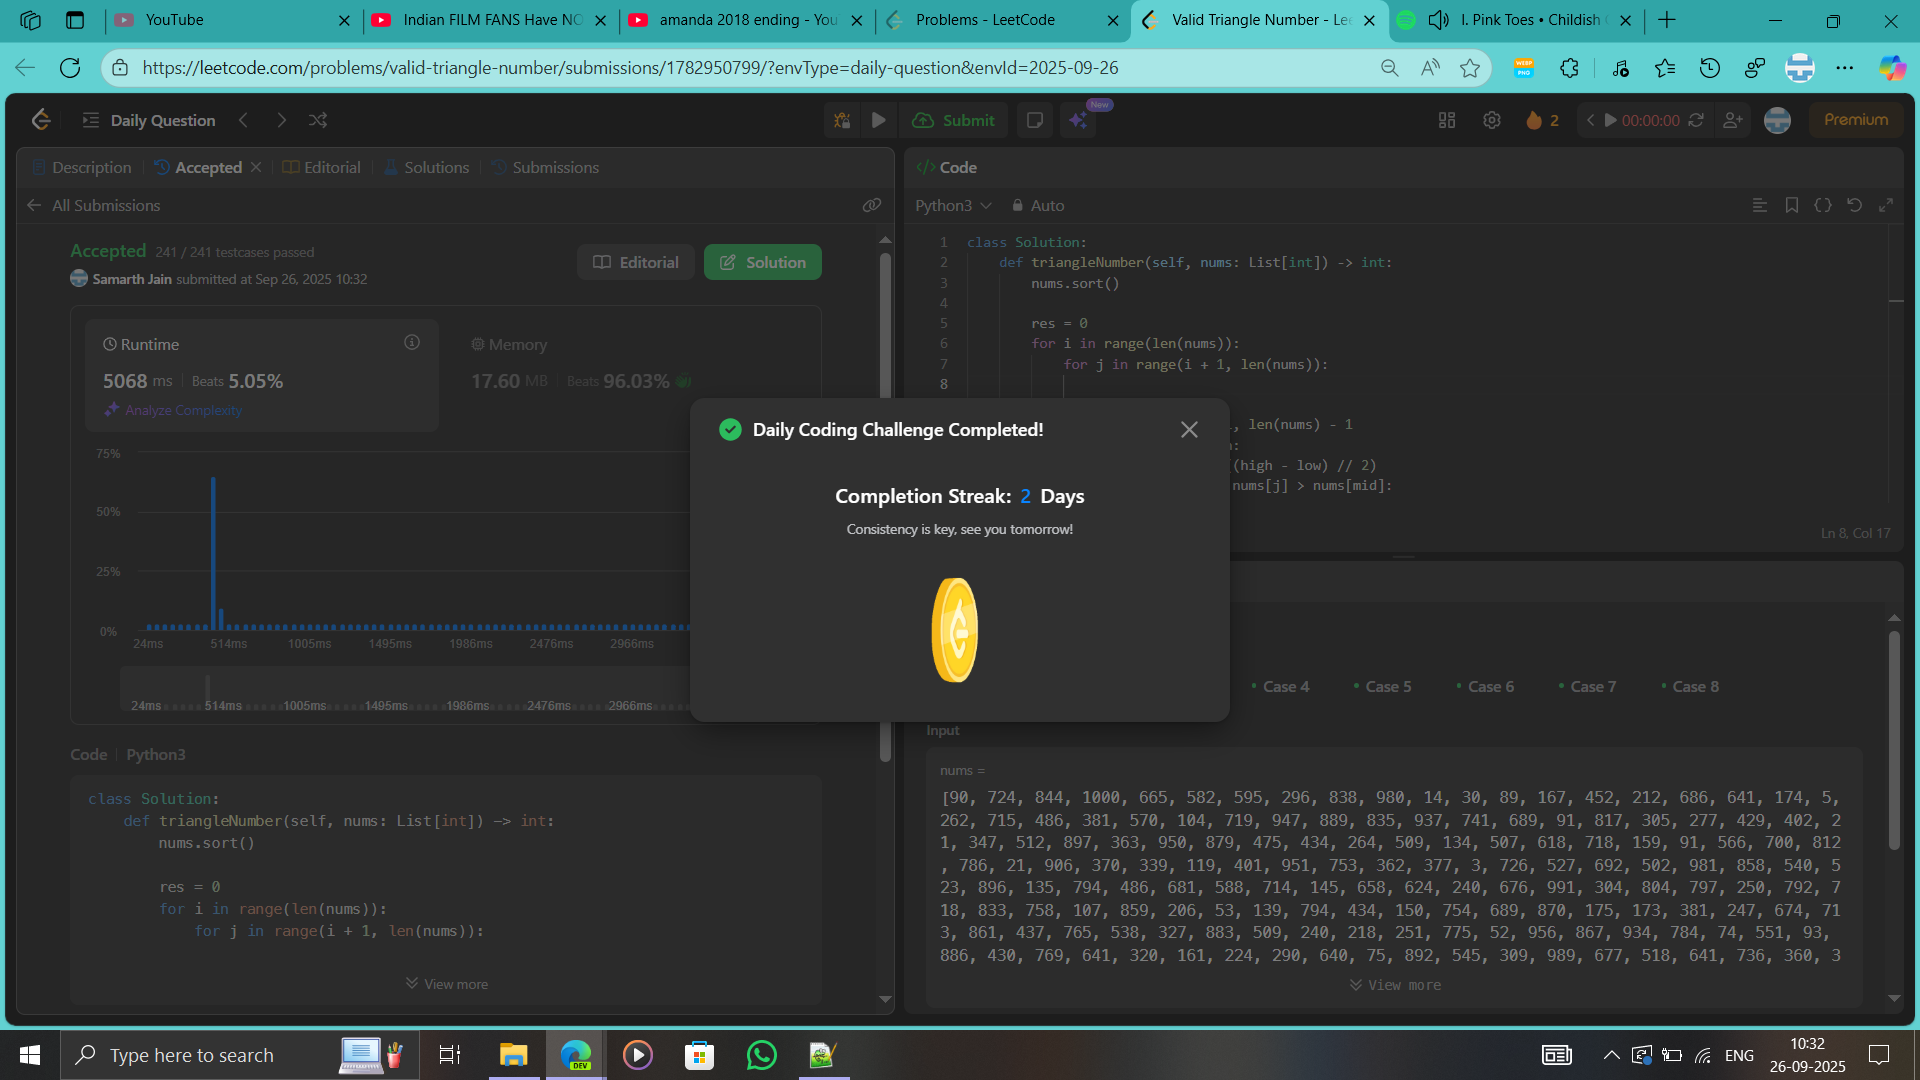 YouTube
Indian FILM FANS Have NO
amanda 2018 ending - You
Problems - LeetCode
Valid Triangle Number - Lee
I. Pink Toes • Childish
https://leetcode.com/problems/valid-triangle-number/submissions/1782950799/?envType=daily-question&envId=2025-09-26
Daily Question
Submit
New
2
00:00:00
Premium
Description
Accepted
Editorial
Solutions
Submissions
All Submissions
Accepted 241 / 241 testcases passed
Samarth Jain submitted at Sep 26, 2025 10:32
Editorial
Solution
Runtime
5068 ms Beats 5.05%
Analyze Complexity
Memory
17.60 MB Beats 96.03%
75%
50%
25%
0%
24ms 514ms 1005ms 1495ms 1986ms 2476ms 2966ms
24ms 514ms 1005ms 1495ms 1986ms 2476ms 2966ms
Code Python3
class Solution:
def triangleNumber(self, nums: List[int]) -> int:
nums.sort()
res = 0
for i in range(len(nums)):
for j in range(i + 1, len(nums)):
View more
Code
Python3 Auto
1 class Solution:
2 def triangleNumber(self, nums: List[int]) -> int:
3 nums.sort()
4
5 res = 0
6 for i in range(len(nums)):
7 for j in range(i + 1, len(nums)):
8
, len(nums) - 1
:
(high - low) // 2)
nums[j] > nums[mid]:
Ln 8, Col 17
Daily Coding Challenge Completed!
Completion Streak: 2 Days
Consistency is key, see you tomorrow!
Case 4 Case 5 Case 6 Case 7 Case 8
Input
nums =
[90, 724, 844, 1000, 665, 582, 595, 296, 838, 980, 14, 30, 89, 167, 452, 212, 686, 641, 174, 5,
262, 715, 486, 381, 570, 104, 719, 947, 889, 835, 937, 741, 689, 91, 817, 305, 277, 429, 402, 2
1, 347, 512, 897, 363, 950, 879, 475, 434, 264, 509, 134, 507, 618, 718, 159, 91, 566, 700, 812
, 786, 21, 906, 370, 339, 119, 401, 951, 753, 362, 377, 3, 726, 527, 692, 502, 981, 858, 540, 5
23, 896, 135, 794, 486, 681, 588, 714, 145, 658, 624, 240, 676, 991, 304, 804, 797, 250, 792, 7
18, 833, 758, 107, 859, 206, 53, 139, 794, 434, 150, 754, 689, 870, 175, 173, 381, 247, 674, 71
3, 861, 437, 765, 538, 327, 883, 509, 240, 218, 251, 775, 52, 956, 867, 934, 784, 74, 551, 93,
886, 430, 769, 641, 320, 161, 224, 290, 640, 75, 892, 545, 309, 989, 677, 518, 641, 736, 360, 3
View more
Type here to search
DEV
ENG
10:32
26-09-2025